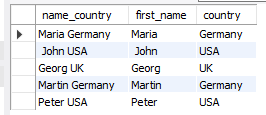 name_country first_name country
Maria Germany Maria Germany
John USA John USA
Georg UK Georg UK
Martin Germany Martin Germany
Peter USA Peter USA